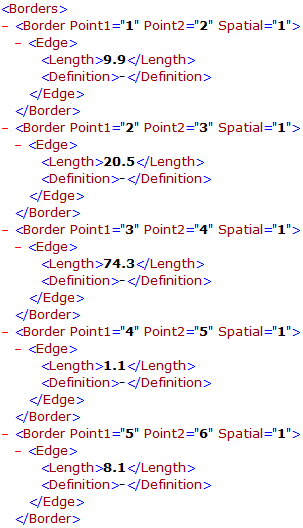 <Borders>
- <Border Point1="1" Point2="2" Spatial="1">
- <Edge>
<Length>9.9</Length>
<Definition>-</Definition>
</Edge>
</Border>
- <Border Point1="2" Point2="3" Spatial="1">
- <Edge>
<Length>20.5</Length>
<Definition>-</Definition>
</Edge>
</Border>
- <Border Point1="3" Point2="4" Spatial="1">
- <Edge>
<Length>74.3</Length>
<Definition>-</Definition>
</Edge>
</Border>
- <Border Point1="4" Point2="5" Spatial="1">
- <Edge>
<Length>1.1</Length>
<Definition>-</Definition>
</Edge>
</Border>
- <Border Point1="5" Point2="6" Spatial="1">
- <Edge>
<Length>8.1</Length>
<Definition>-</Definition>
</Edge>
</Border>